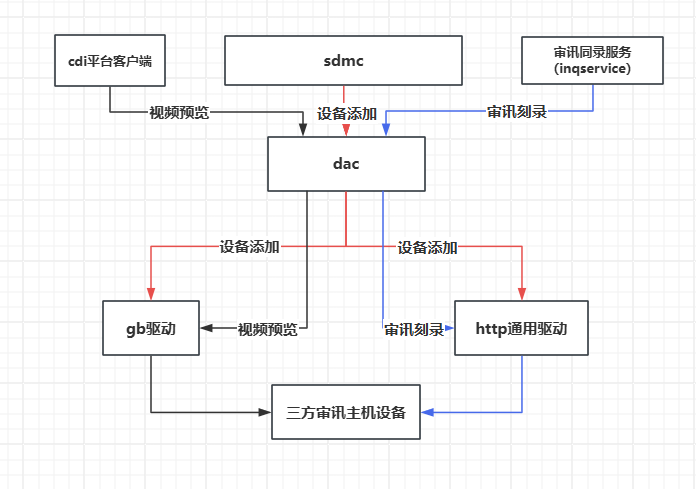 cdi平台客户端
sdmc
审讯同录服务
（inqservice）
视频预览
设备添加
审讯刻录
dac
设备添加
设备添加
gb驱动
视频预览
审讯刻录
http通用驱动
三方审讯主机设备